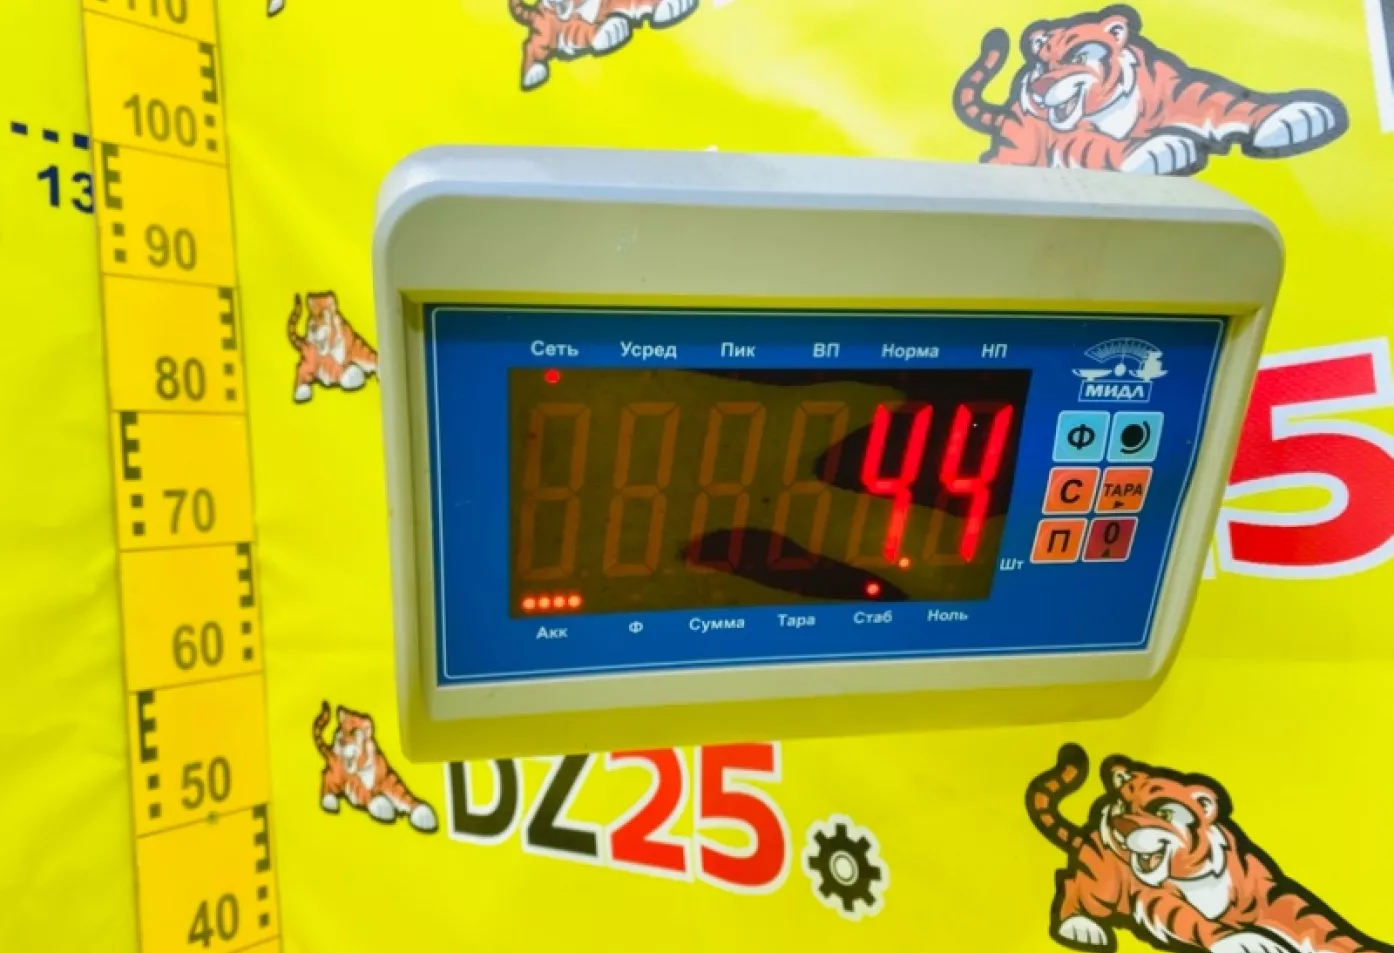 110
100
13
90
80
70
60
50
40
Сеть Усред Пик ВП Норма НП
МИДЛ
4.4
Ф
С ТАРА
П 0
Шт
Акк Ф Сумма Тара Стаб Ноль
DZ25
5